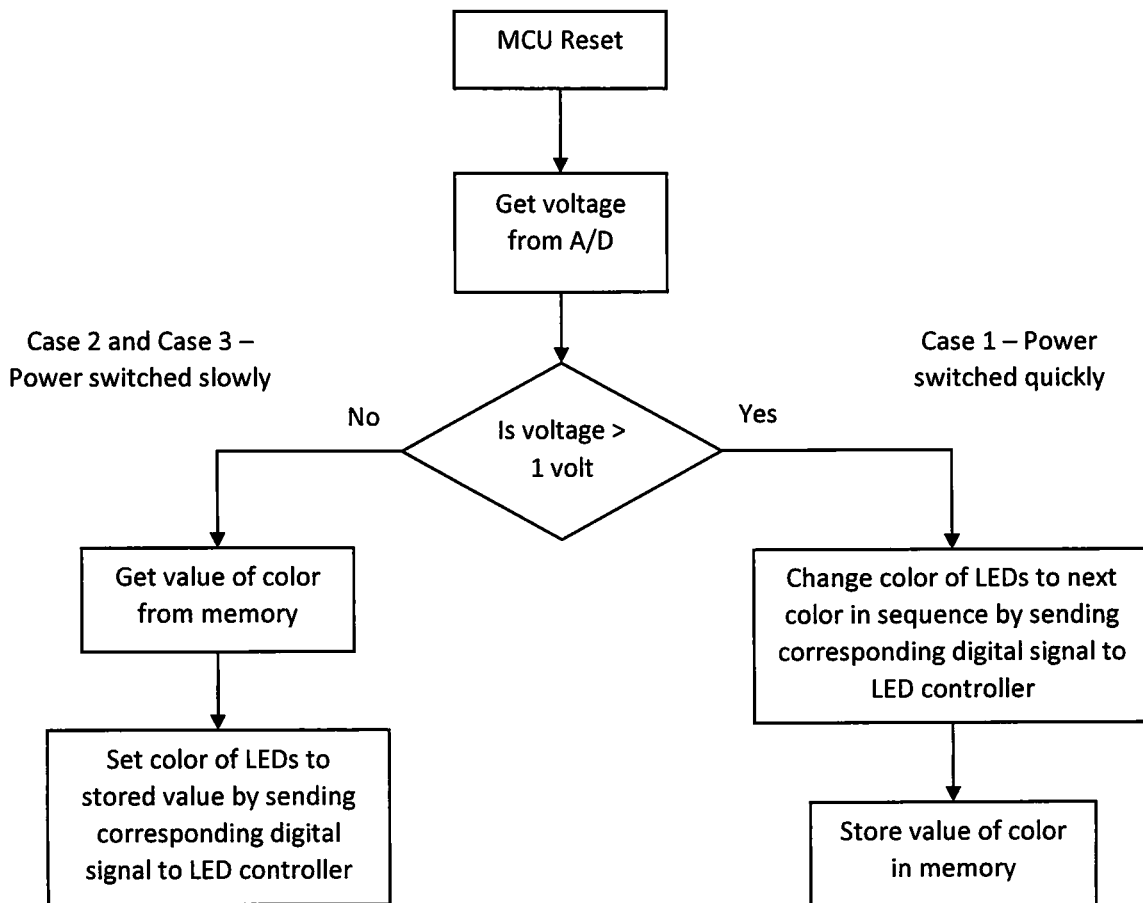 MCU Reset
Get voltage
from A/D
Case 2 and Case 3 –
Power switched slowly
Case 1 – Power
switched quickly
No
Is voltage >
1 volt
Yes
Get value of color
from memory
Change color of LEDs to next
color in sequence by sending
corresponding digital signal to
LED controller
Set color of LEDs to
stored value by sending
corresponding digital
signal to LED controller
Store value of color
in memory